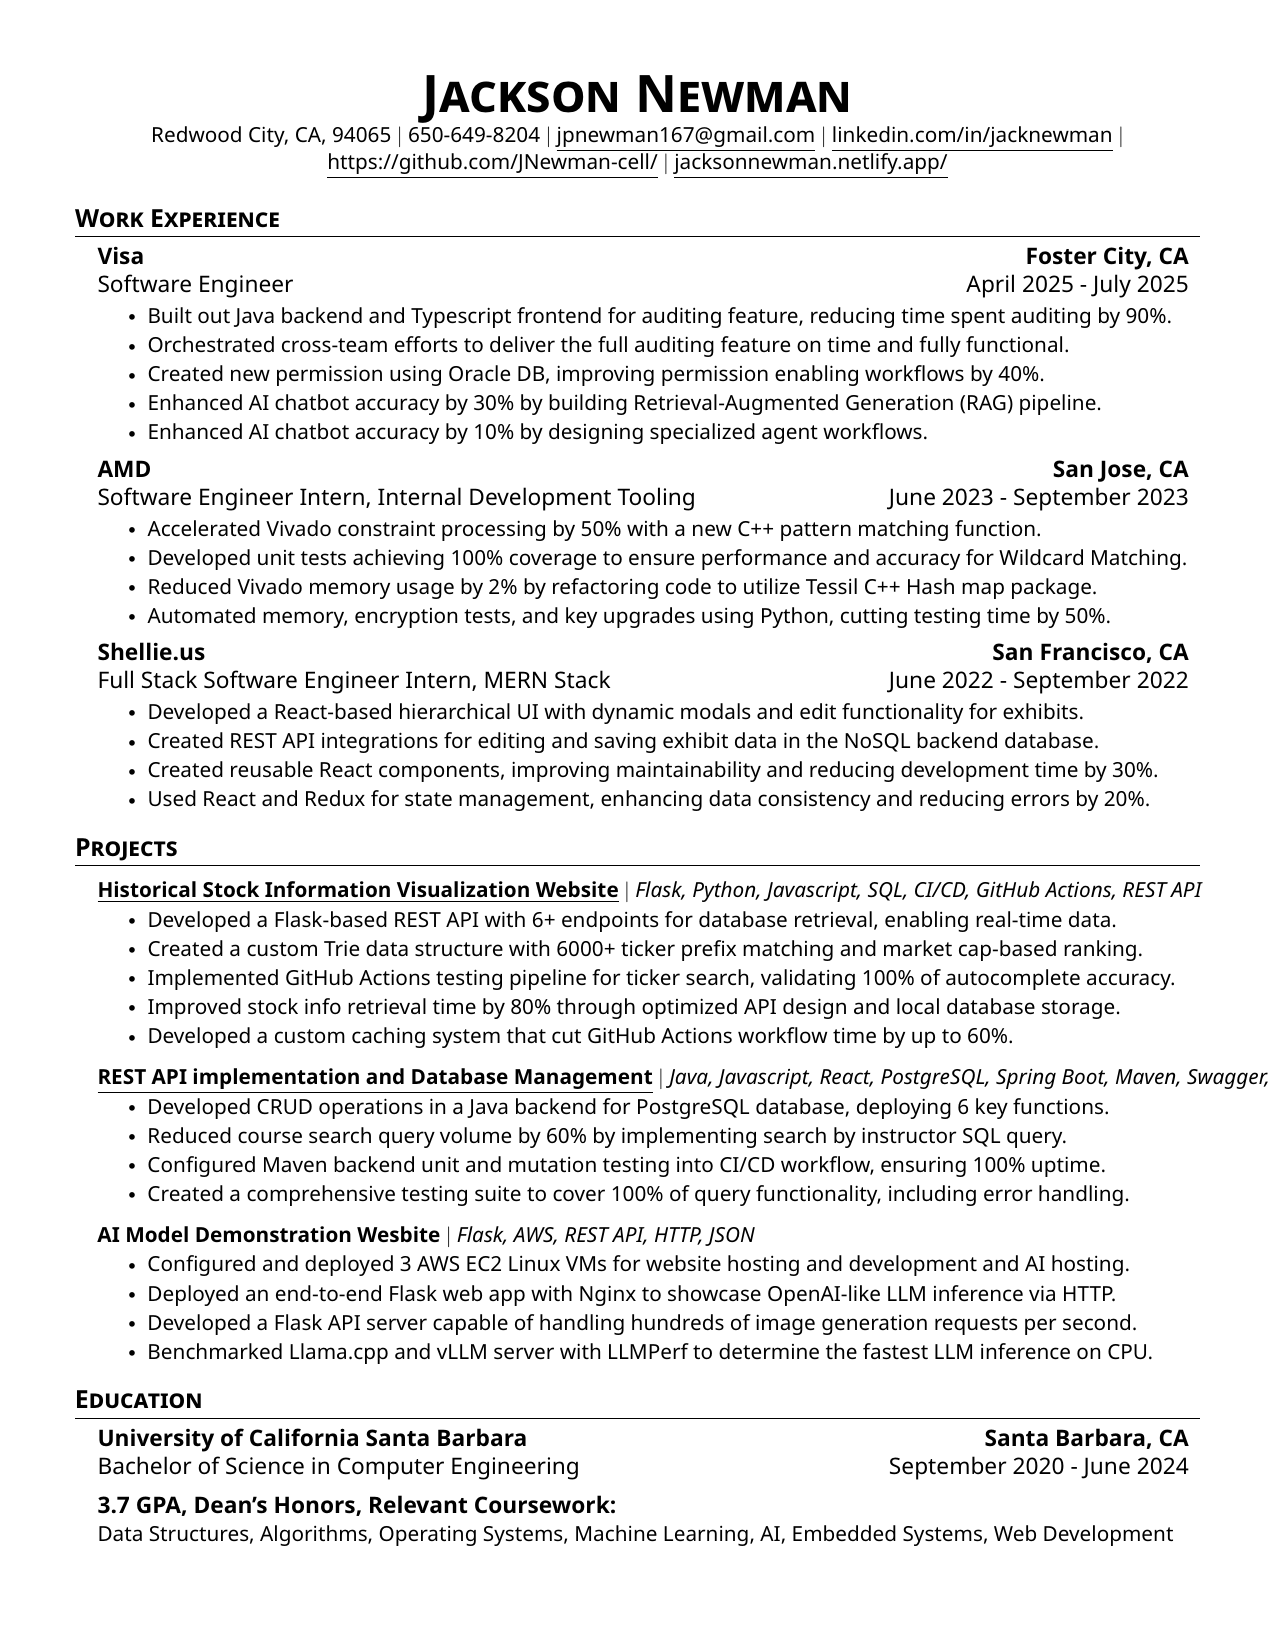 Jackson Newman
Redwood City, CA, 94065 | 650-649-8204 | jpnewman167@gmail.com | linkedin.com/in/jacknewman |
https://github.com/JNewman-cell/ | jacksonnewman.netlify.app/
Work Experience
Visa Foster City, CA
Software Engineer April 2025 - July 2025
• Built out Java backend and Typescript frontend for auditing feature, reducing time spent auditing by 90%.
• Orchestrated cross-team efforts to deliver the full auditing feature on time and fully functional.
• Created new permission using Oracle DB, improving permission enabling workflows by 40%.
• Enhanced AI chatbot accuracy by 30% by building Retrieval-Augmented Generation (RAG) pipeline.
• Enhanced AI chatbot accuracy by 10% by designing specialized agent workflows.
AMD San Jose, CA
Software Engineer Intern, Internal Development Tooling June 2023 - September 2023
• Accelerated Vivado constraint processing by 50% with a new C++ pattern matching function.
• Developed unit tests achieving 100% coverage to ensure performance and accuracy for Wildcard Matching.
• Reduced Vivado memory usage by 2% by refactoring code to utilize Tessil C++ Hash map package.
• Automated memory, encryption tests, and key upgrades using Python, cutting testing time by 50%.
Shellie.us San Francisco, CA
Full Stack Software Engineer Intern, MERN Stack June 2022 - September 2022
• Developed a React-based hierarchical UI with dynamic modals and edit functionality for exhibits.
• Created REST API integrations for editing and saving exhibit data in the NoSQL backend database.
• Created reusable React components, improving maintainability and reducing development time by 30%.
• Used React and Redux for state management, enhancing data consistency and reducing errors by 20%.
Projects
Historical Stock Information Visualization Website | Flask, Python, Javascript, SQL, CI/CD, GitHub Actions, REST API
• Developed a Flask-based REST API with 6+ endpoints for database retrieval, enabling real-time data.
• Created a custom Trie data structure with 6000+ ticker prefix matching and market cap-based ranking.
• Implemented GitHub Actions testing pipeline for ticker search, validating 100% of autocomplete accuracy.
• Improved stock info retrieval time by 80% through optimized API design and local database storage.
• Developed a custom caching system that cut GitHub Actions workflow time by up to 60%.
REST API implementation and Database Management | Java, Javascript, React, PostgreSQL, Spring Boot, Maven, Swagger,
• Developed CRUD operations in a Java backend for PostgreSQL database, deploying 6 key functions.
• Reduced course search query volume by 60% by implementing search by instructor SQL query.
• Configured Maven backend unit and mutation testing into CI/CD workflow, ensuring 100% uptime.
• Created a comprehensive testing suite to cover 100% of query functionality, including error handling.
AI Model Demonstration Wesbite | Flask, AWS, REST API, HTTP, JSON
• Configured and deployed 3 AWS EC2 Linux VMs for website hosting and development and AI hosting.
• Deployed an end-to-end Flask web app with Nginx to showcase OpenAI-like LLM inference via HTTP.
• Developed a Flask API server capable of handling hundreds of image generation requests per second.
• Benchmarked Llama.cpp and vLLM server with LLMPerf to determine the fastest LLM inference on CPU.
Education
University of California Santa Barbara Santa Barbara, CA
Bachelor of Science in Computer Engineering September 2020 - June 2024
3.7 GPA, Dean’s Honors, Relevant Coursework:
Data Structures, Algorithms, Operating Systems, Machine Learning, AI, Embedded Systems, Web Development